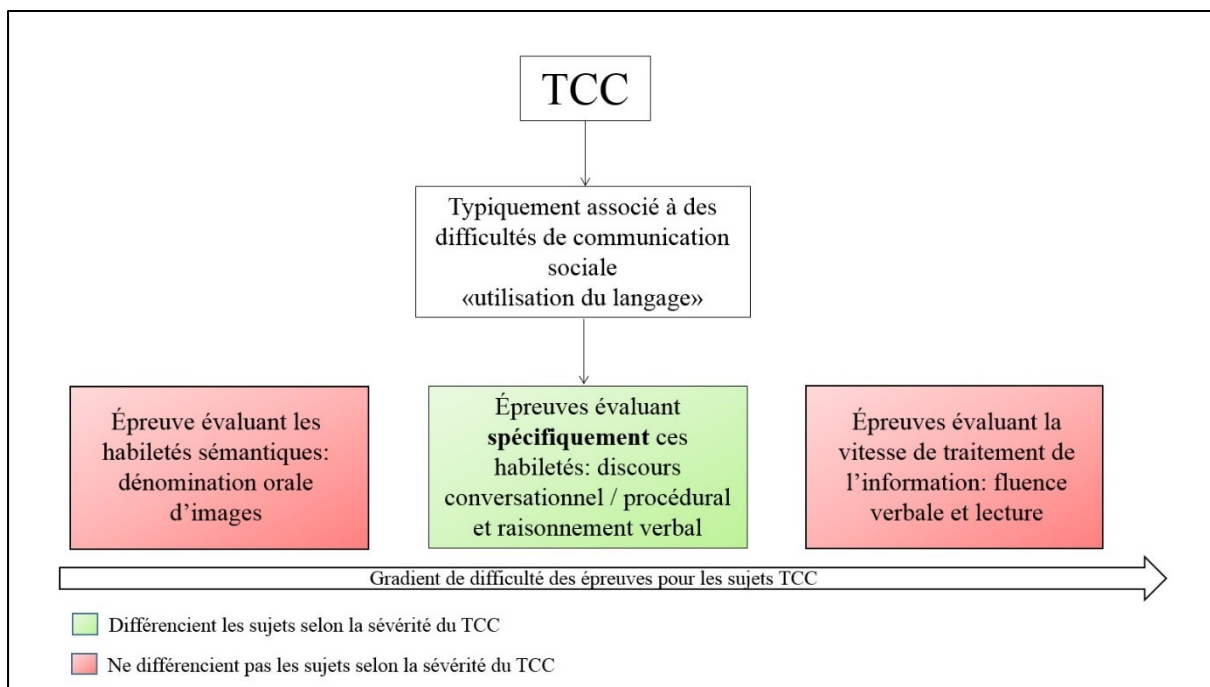 TCC
Typiquement associé à des
difficultés de communication
sociale
«utilisation du langage»
Épreuve évaluant les
habiletés sémantiques:
dénomination orale
d’images
Épreuves évaluant
spécifiquement ces
habiletés: discours
conversationnel / procédural
et raisonnement verbal
Épreuves évaluant la
vitesse de traitement de
l’information: fluence
verbale et lecture
Gradient de difficulté des épreuves pour les sujets TCC
Différencient les sujets selon la sévérité du TCC
Ne différencient pas les sujets selon la sévérité du TCC